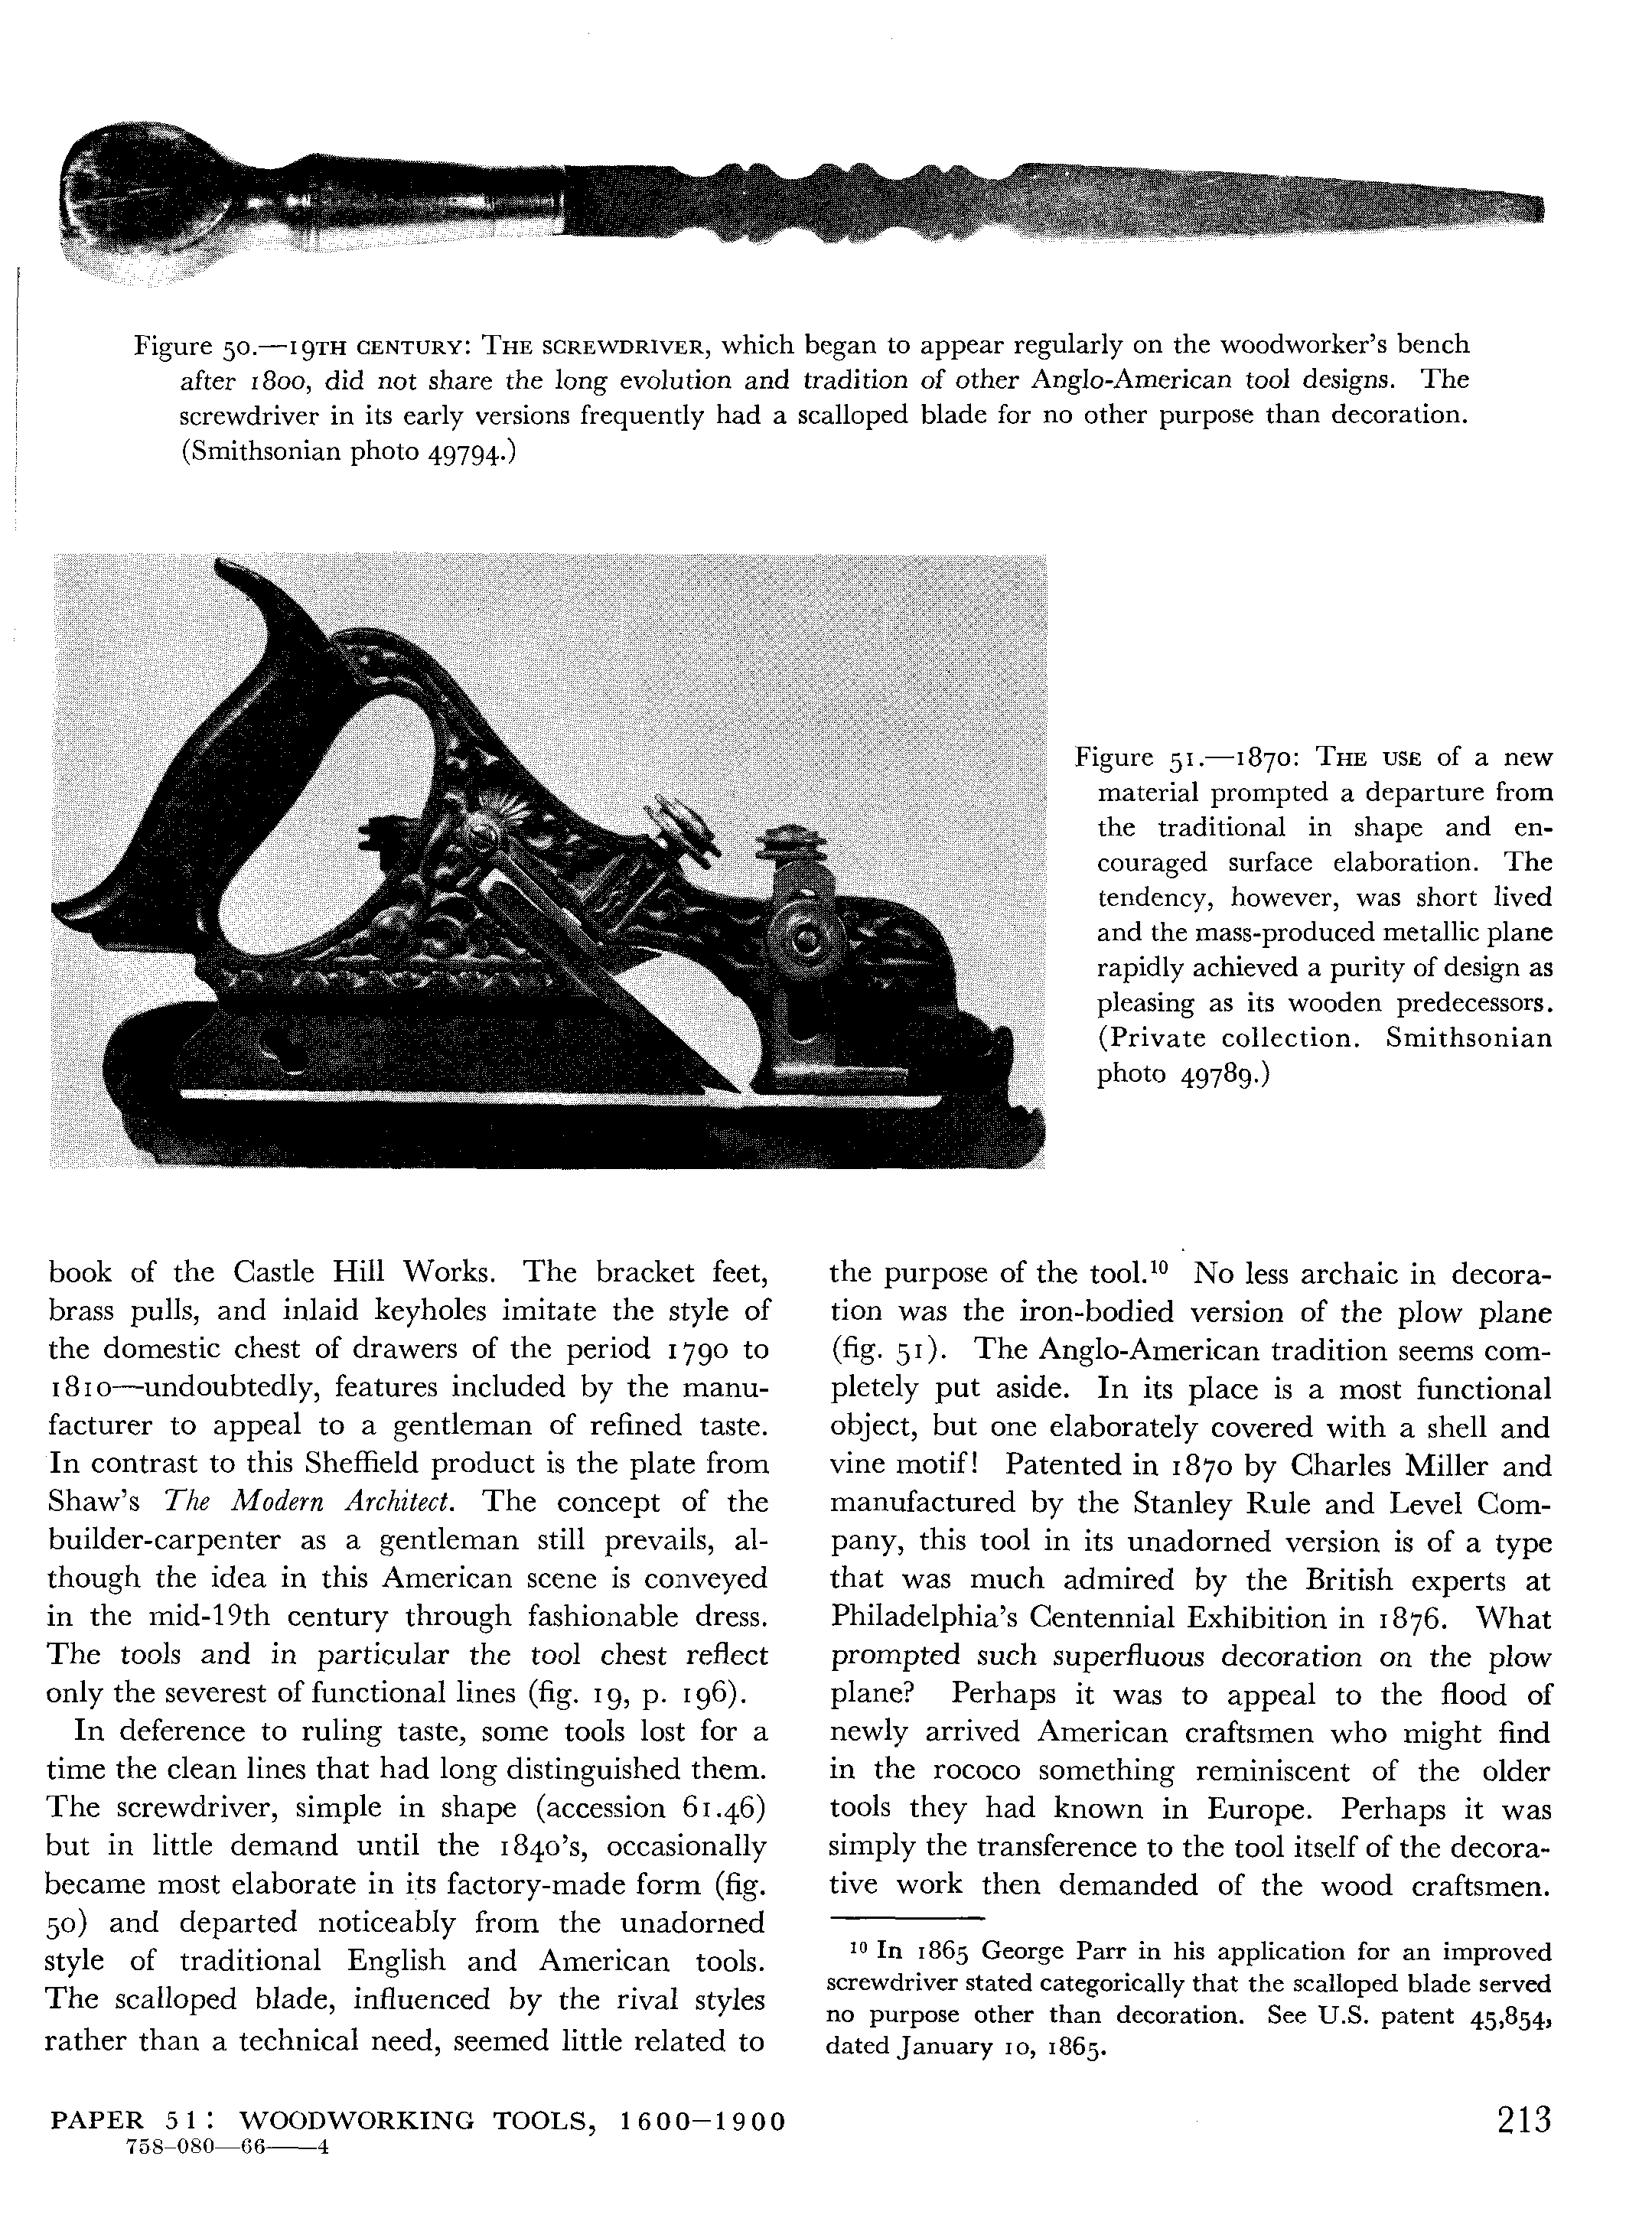 Figure 50.—19TH CENTURY: THE SCREWDRIVER, which began to appear regularly on the woodworker's bench
after 1800, did not share the long evolution and tradition of other Anglo-American tool designs. The
screwdriver in its early versions frequently had a scalloped blade for no other purpose than decoration.
(Smithsonian photo 49794.)
Figure 51.—1870: THE USE of a new
material prompted a departure from
the traditional in shape and en-
couraged surface elaboration. The
tendency, however, was short lived
and the mass-produced metallic plane
rapidly achieved a purity of design as
pleasing as its wooden predecessors.
(Private collection. Smithsonian
photo 49789.)
book of the Castle Hill Works. The bracket feet,
brass pulls, and inlaid keyholes imitate the style of
the domestic chest of drawers of the period 1790 to
1810—undoubtedly, features included by the manu-
facturer to appeal to a gentleman of refined taste.
In contrast to this Sheffield product is the plate from
Shaw's The Modern Architect. The concept of the
builder-carpenter as a gentleman still prevails, al-
though the idea in this American scene is conveyed
in the mid-19th century through fashionable dress.
The tools and in particular the tool chest reflect
only the severest of functional lines (fig. 19, p. 196).
In deference to ruling taste, some tools lost for a
time the clean lines that had long distinguished them.
The screwdriver, simple in shape (accession 61.46)
but in little demand until the 1840's, occasionally
became most elaborate in its factory-made form (fig.
50) and departed noticeably from the unadorned
style of traditional English and American tools.
The scalloped blade, influenced by the rival styles
rather than a technical need, seemed little related to
the purpose of the tool.¹⁰ No less archaic in decora-
tion was the iron-bodied version of the plow plane
(fig. 51). The Anglo-American tradition seems com-
pletely put aside. In its place is a most functional
object, but one elaborately covered with a shell and
vine motif! Patented in 1870 by Charles Miller and
manufactured by the Stanley Rule and Level Com-
pany, this tool in its unadorned version is of a type
that was much admired by the British experts at
Philadelphia's Centennial Exhibition in 1876. What
prompted such superfluous decoration on the plow
plane? Perhaps it was to appeal to the flood of
newly arrived American craftsmen who might find
in the rococo something reminiscent of the older
tools they had known in Europe. Perhaps it was
simply the transference to the tool itself of the decora-
tive work then demanded of the wood craftsmen.
¹⁰ In 1865 George Parr in his application for an improved
screwdriver stated categorically that the scalloped blade served
no purpose other than decoration. See U.S. patent 45,854,
dated January 10, 1865.
PAPER 51: WOODWORKING TOOLS, 1600–1900
213
758–080—66——4